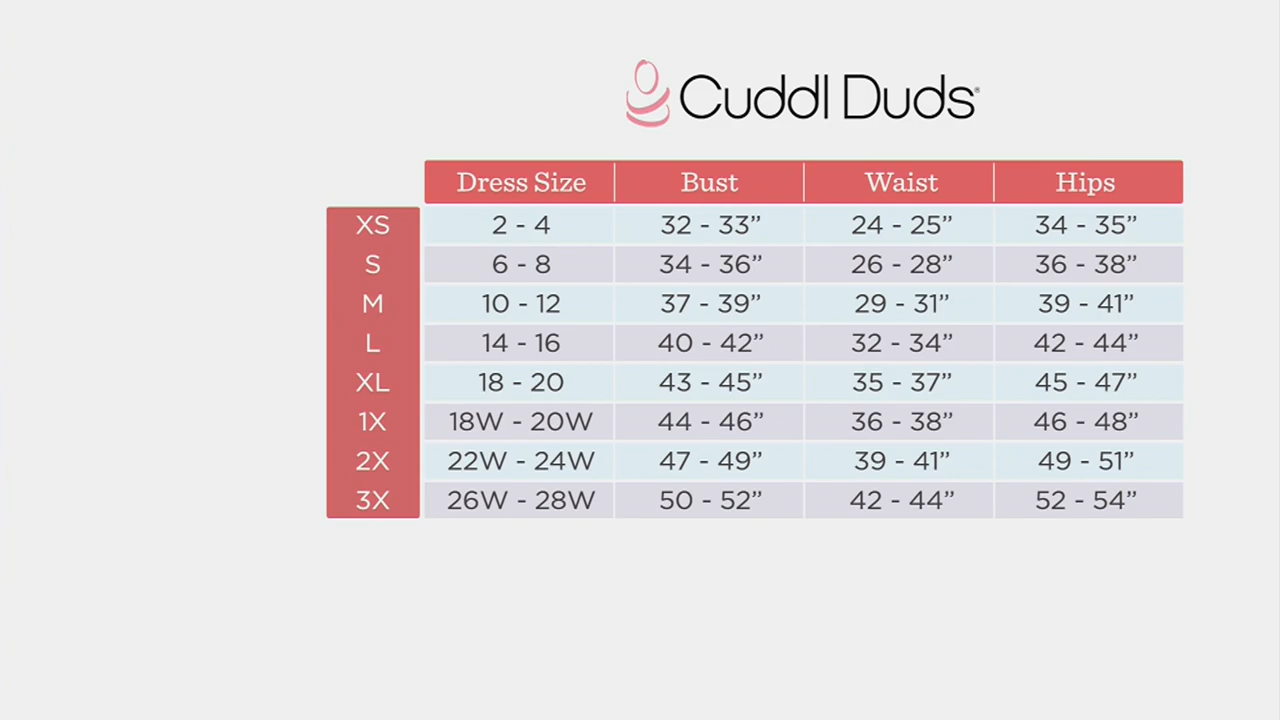 Cuddl Duds®
Dress Size Bust Waist Hips
XS 2 - 4 32 - 33” 24 - 25” 34 - 35”
S 6 - 8 34 - 36” 26 - 28” 36 - 38”
M 10 - 12 37 - 39” 29 - 31” 39 - 41”
L 14 - 16 40 - 42” 32 - 34” 42 - 44”
XL 18 - 20 43 - 45” 35 - 37” 45 - 47”
1X 18W - 20W 44 - 46” 36 - 38” 46 - 48”
2X 22W - 24W 47 - 49” 39 - 41” 49 - 51”
3X 26W - 28W 50 - 52” 42 - 44” 52 - 54”